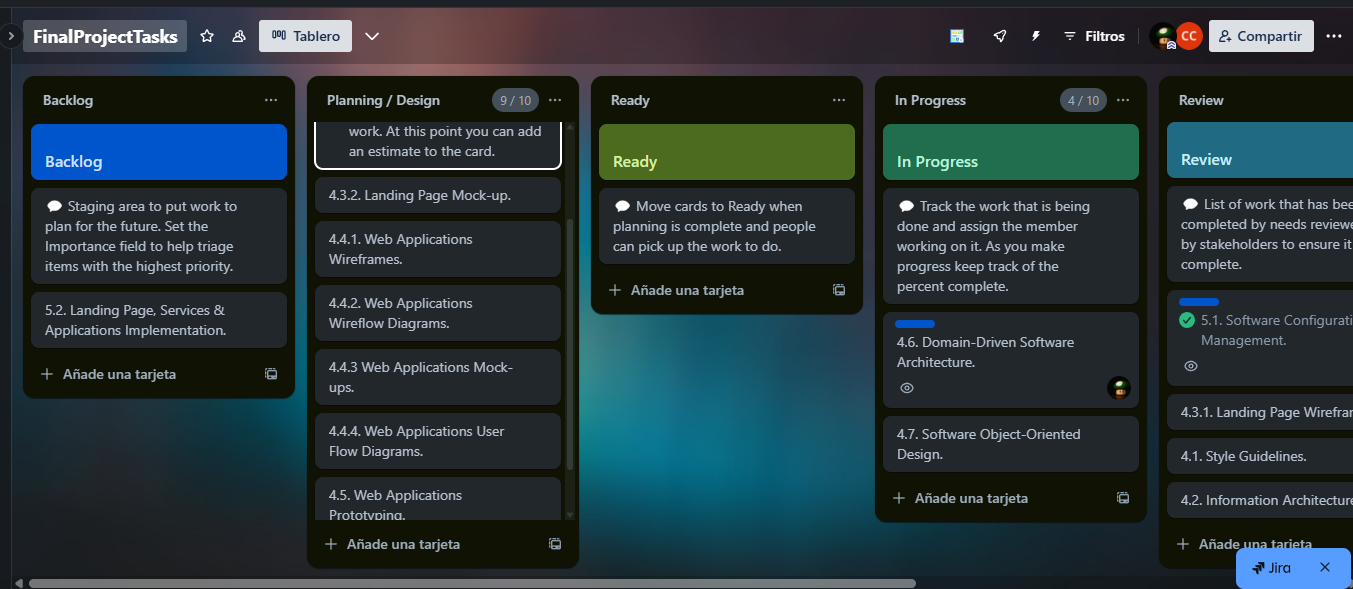 FinalProjectTasks
Tablero
Filtros
CC
Compartir
Backlog
Backlog
Staging area to put work to
plan for the future. Set the
Importance field to help triage
items with the highest priority.
5.2. Landing Page, Services &
Applications Implementation.
Añade una tarjeta
Planning / Design
9 / 10
work. At this point you can add
an estimate to the card.
4.3.2. Landing Page Mock-up.
4.4.1. Web Applications
Wireframes.
4.4.2. Web Applications
Wireflow Diagrams.
4.4.3 Web Applications Mock-
ups.
4.4.4. Web Applications User
Flow Diagrams.
4.5. Web Applications
Prototyping.
Añade una tarjeta
Ready
Ready
Move cards to Ready when
planning is complete and people
can pick up the work to do.
Añade una tarjeta
In Progress
4 / 10
In Progress
Track the work that is being
done and assign the member
working on it. As you make
progress keep track of the
percent complete.
4.6. Domain-Driven Software
Architecture.
4.7. Software Object-Oriented
Design.
Añade una tarjeta
Review
Review
List of work that has bee
completed by needs reviewe
by stakeholders to ensure it
complete.
5.1. Software Configurati
Management.
4.3.1. Landing Page Wirefran
4.1. Style Guidelines.
4.2. Information Architecture
Añade una tarjeta
Jira